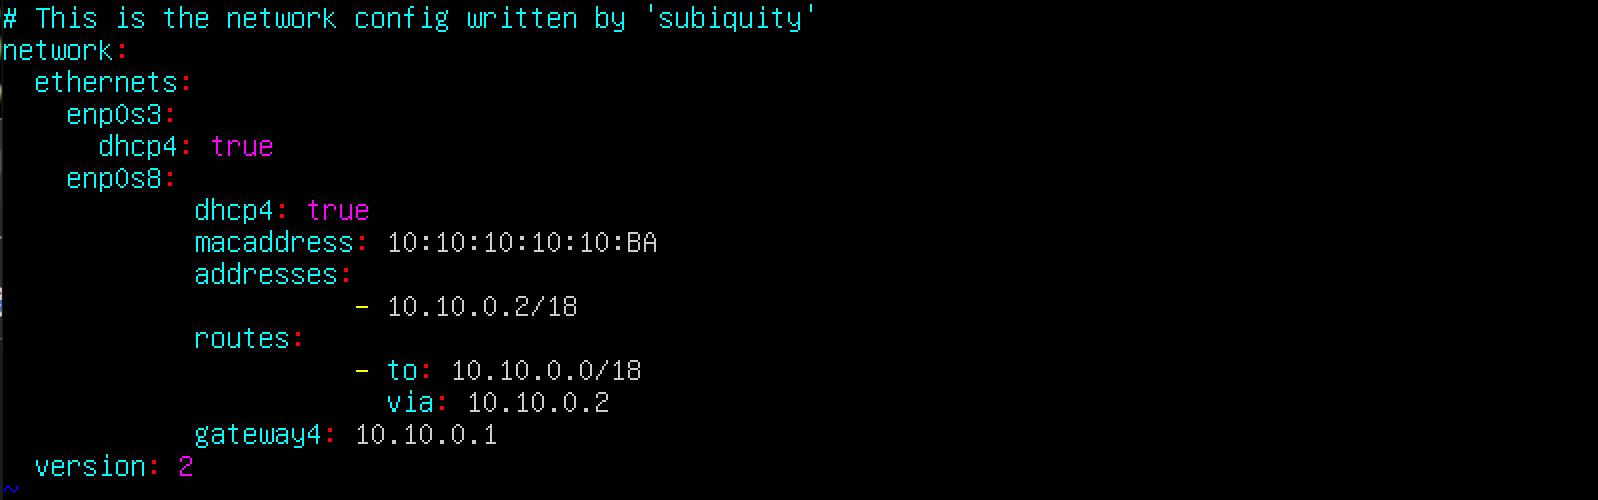 # This is the network config written by 'subiquity'
network:
  ethernets:
    enp0s3:
      dhcp4: true
    enp0s8:
            dhcp4: true
            macaddress: 10:10:10:10:10:BA
            addresses:
                      - 10.10.0.2/18
            routes:
                      - to: 10.10.0.0/18
                        via: 10.10.0.2
            gateway4: 10.10.0.1
  version: 2
~